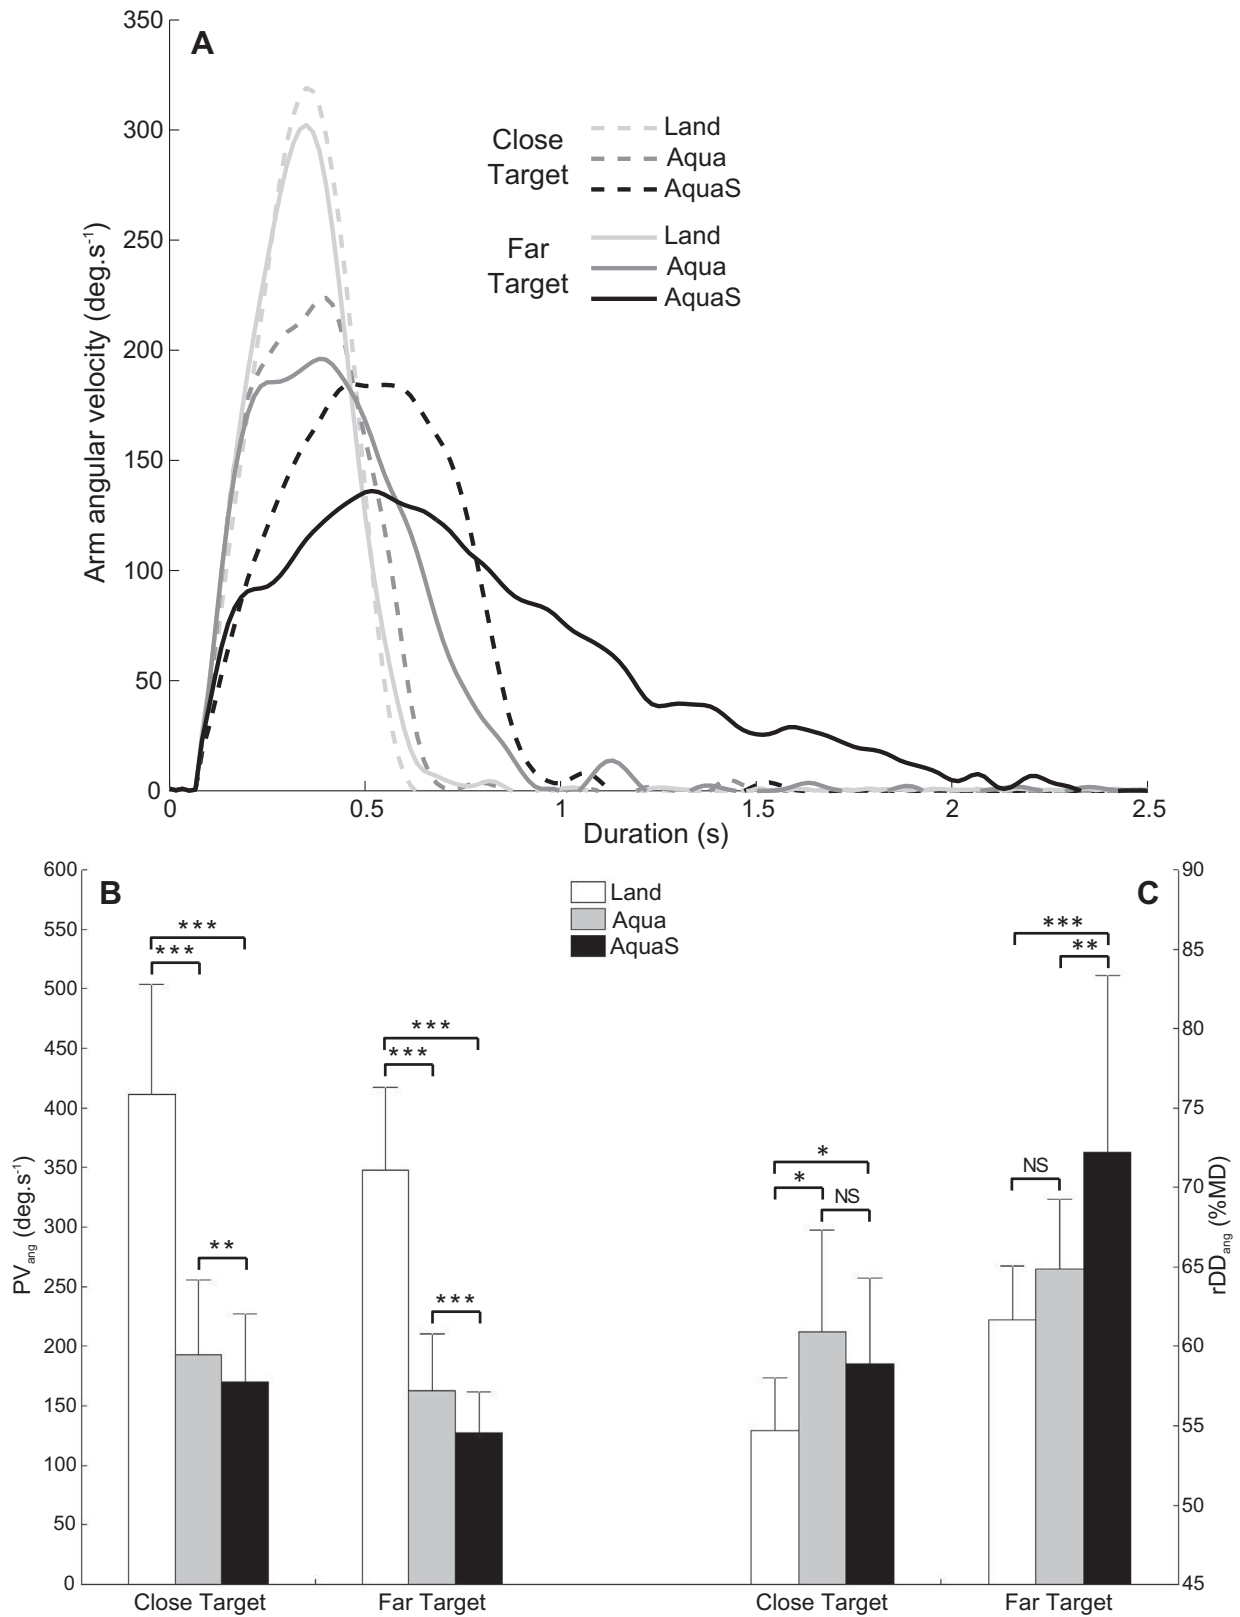 A
350
300
250
200
150
100
50
0
Arm angular velocity (deg.s-1)
Close
Target
Land
Aqua
AquaS
Far
Target
Land
Aqua
AquaS
0 0.5 1 1.5 2 2.5
Duration (s)
B
600
550
500
450
400
350
300
250
200
150
100
50
0
PVang (deg.s-1)
Land
Aqua
AquaS
***
***
**
***
***
***
Close Target Far Target
C
90
85
80
75
70
65
60
55
50
45
rDDang (%MD)
*
*
NS
***
**
NS
Close Target Far Target